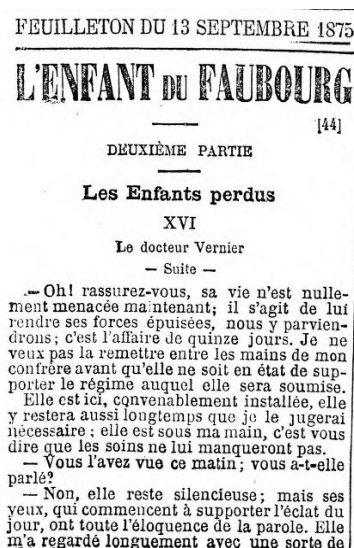 FEUILLETON DU 13 SEPTEMBRE 1875
L'ENFANT DU FAUBOURG
[44]
DEUXIÈME PARTIE
Les Enfants perdus
XVI
Le docteur Vernier
— Suite —
— Oh! rassurez-vous, sa vie n'est nulle-
ment menacée maintenant; il s'agit de lui
rendre ses forces épuisées, nous y parvien-
drons; c'est l'affaire de quinze jours. Je ne
veux pas la remettre entre les mains de mon
confrère avant qu'elle ne soit en état de sup-
porter le régime auquel elle sera soumise.
Elle est ici, convenablement installée, elle
y restera aussi longtemps que je le jugerai
nécessaire; elle est sous ma main, c'est vous
dire que les soins ne lui manqueront pas.
— Vous l'avez vue ce matin; vous a-t-elle
parlé?
— Non, elle reste silencieuse; mais ses
yeux, qui commencent à supporter l'éclat du
jour, ont toute l'éloquence de la parole. Elle
m'a regardé longuement avec une sorte de